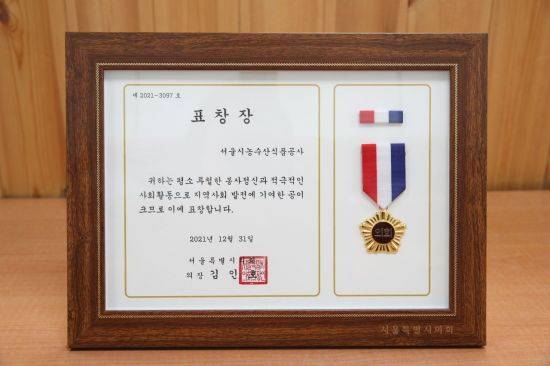 제 2021-3097 호
표 창 장
서울시농수산식품공사
위하는 평소 투철한 봉사정신과 적극적인
사회활동으로 지역사회 발전에 기여한 공이
크므로 이에 표창합니다.
2021년 12월 31일
서울특별시
의장 김 인
의회
서울특별시의회